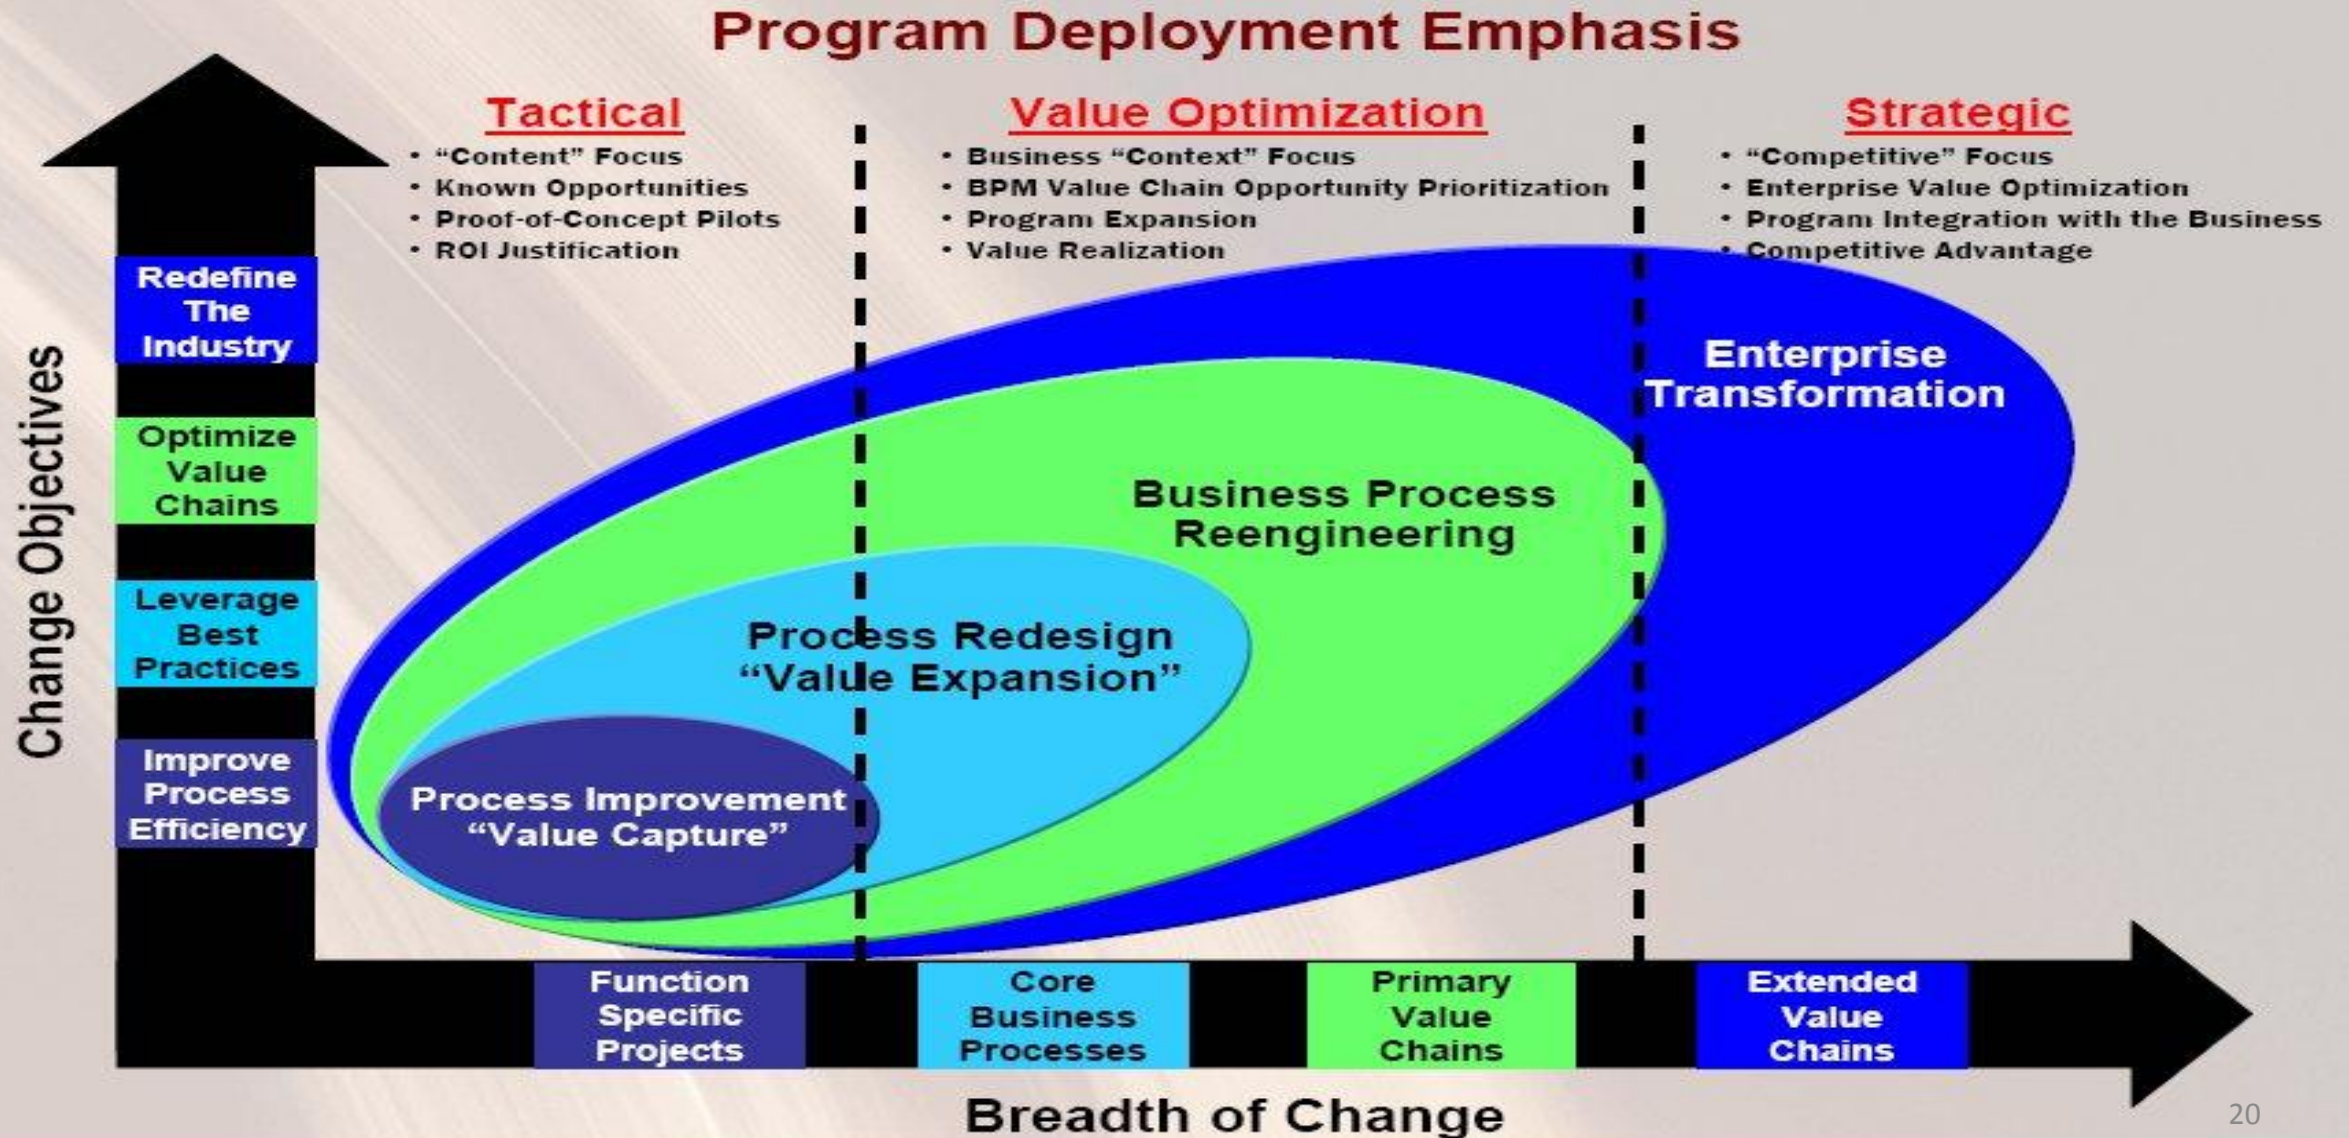 Program Deployment Emphasis
Tactical
• “Content” Focus
• Known Opportunities
• Proof-of-Concept Pilots
• ROI Justification
Value Optimization
• Business “Context” Focus
• BPM Value Chain Opportunity Prioritization
• Program Expansion
• Value Realization
Strategic
• “Competitive” Focus
• Enterprise Value Optimization
• Program Integration with the Business
• Competitive Advantage
Change Objectives
Redefine
The
Industry
Optimize
Value
Chains
Leverage
Best
Practices
Improve
Process
Efficiency
Enterprise
Transformation
Business Process
Reengineering
Process Redesign
“Value Expansion”
Process Improvement
“Value Capture”
Function
Specific
Projects
Core
Business
Processes
Primary
Value
Chains
Extended
Value
Chains
Breadth of Change
20